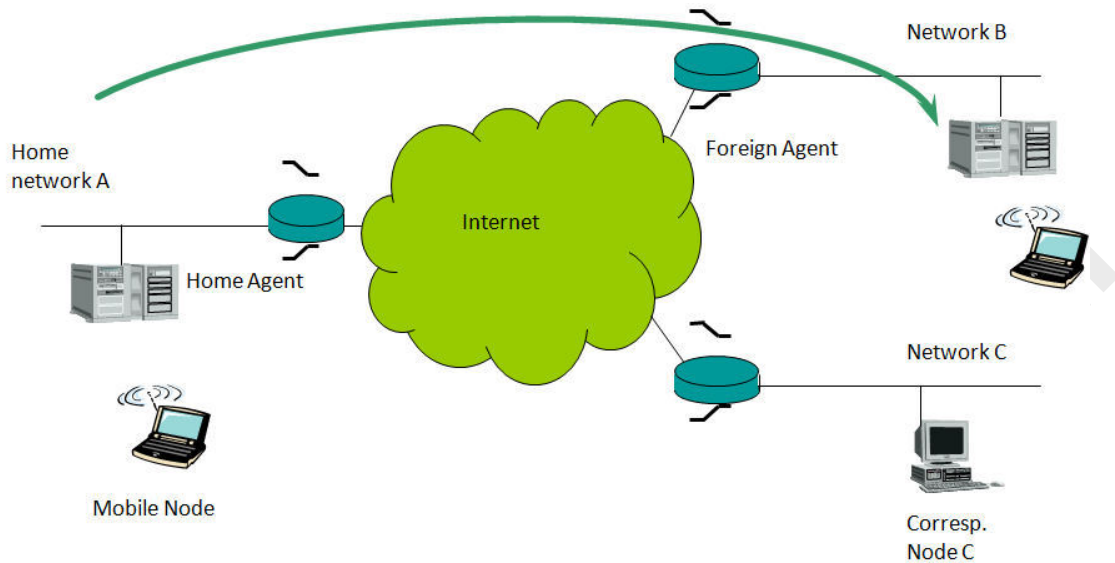 Network B
Home
network A
Foreign Agent
Internet
Home Agent
Network C
Mobile Node
Corresp.
Node C